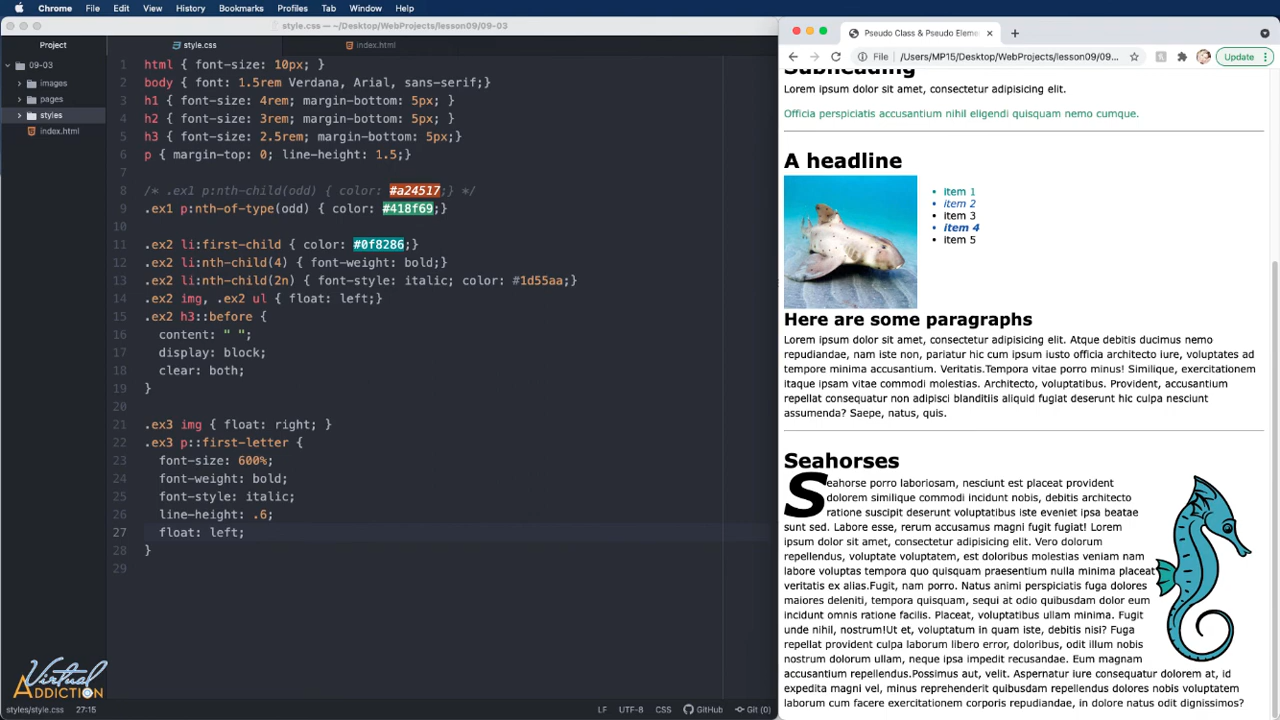 Chrome File Edit View History Bookmarks Profiles Tab Window Help
style.css — ~/Desktop/WebProjects/lesson09/09-03
Project
style.css
index.html
09-03
images
pages
styles
index.html
1 html { font-size: 10px; }
2 body { font: 1.5rem Verdana, Arial, sans-serif;}
3 h1 { font-size: 4rem; margin-bottom: 5px; }
4 h2 { font-size: 3rem; margin-bottom: 5px; }
5 h3 { font-size: 2.5rem; margin-bottom: 5px;}
6 p { margin-top: 0; line-height: 1.5;}
7
8 /* .ex1 p:nth-child(odd) { color: #a24517;} */
9 .ex1 p:nth-of-type(odd) { color: #418f69;}
10
11 .ex2 li:first-child { color: #0f8286;}
12 .ex2 li:nth-child(4) { font-weight: bold;}
13 .ex2 li:nth-child(2n) { font-style: italic; color: #1d55aa;}
14 .ex2 img, .ex2 ul { float: left;}
15 .ex2 h3::before {
16 content: " ";
17 display: block;
18 clear: both;
19 }
20
21 .ex3 img { float: right; }
22 .ex3 p::first-letter {
23 font-size: 600%;
24 font-weight: bold;
25 font-style: italic;
26 line-height: .6;
27 float: left;
28 }
29
Virtual
Addiction
styles/style.css 27:15
LF UTF-8 CSS GitHub Git (0)
Pseudo Class & Pseudo Eleme
File /Users/MP15/Desktop/WebProjects/lesson09/09... Update
Subheading
Lorem ipsum dolor sit amet, consectetur adipisicing elit.
Officia perspiciatis accusantium nihil eligendi quisquam nemo cumque.
A headline
item 1
item 2
item 3
item 4
item 5
Here are some paragraphs
Lorem ipsum dolor sit amet, consectetur adipisicing elit. Atque debitis ducimus nemo
repudiandae, nam iste non, pariatur hic cum ipsum iusto officia architecto iure, voluptates ad
tempore minima accusantium. Veritatis.Tempora vitae porro minus! Similique, exercitationem
itaque ipsam vitae commodi molestias. Architecto, voluptatibus. Provident, accusantium
repellat consequatur non adipisci blanditiis aliquid fugiat deserunt hic culpa nesciunt
assumenda? Saepe, natus, quis.
Seahorses
Seahorse porro laboriosam, nesciunt est placeat provident
dolorem similique commodi incidunt nobis, debitis architecto
ratione suscipit deserunt voluptatibus iste eveniet ipsa beatae
sunt sed. Labore esse, rerum accusamus magni fugit fugiat! Lorem
ipsum dolor sit amet, consectetur adipisicing elit. Vero dolorum
repellendus, voluptate voluptatem, est doloribus molestias veniam nam
labore voluptas tempora quo quisquam praesentium nulla minima placeat
veritatis ex alias.Fugit, nam porro. Natus animi perspiciatis fuga dolores
maiores deleniti, tempora quisquam, sequi at odio quibusdam dolor eum
incidunt omnis ratione facilis. Placeat, voluptatibus ullam minima. Fugit
unde nihil, nostrum!Ut et, voluptatum in quam iste, debitis nisi? Fuga
repellat provident culpa laborum libero error, doloribus, odit illum nobis
nostrum dolorum ullam, neque ipsa impedit recusandae. Eum magnam
accusantium repellendus.Possimus aut, velit. Aspernatur iure consequatur dolorem at, id
expedita magni vel, minus reprehenderit quibusdam repellendus dolores nobis voluptatem
laborum cum facere exercitationem corporis repudiandae, in dolore natus odit dignissimos?